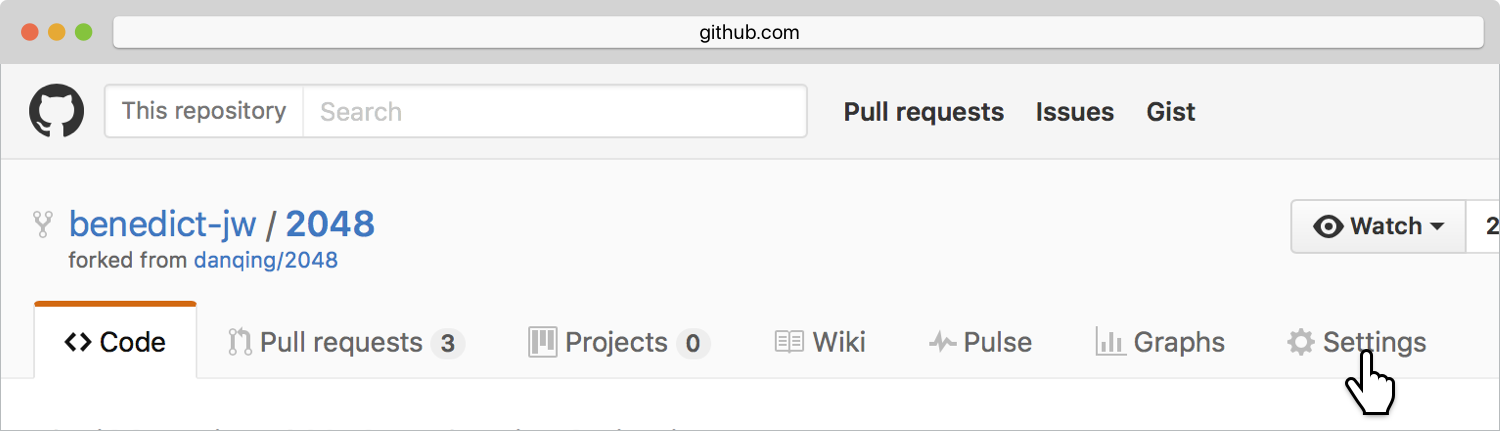 github.com
This repository Search Pull requests Issues Gist
benedict-jw / 2048 Watch 2
forked from danqing/2048
Code Pull requests 3 Projects 0 Wiki Pulse Graphs Settings